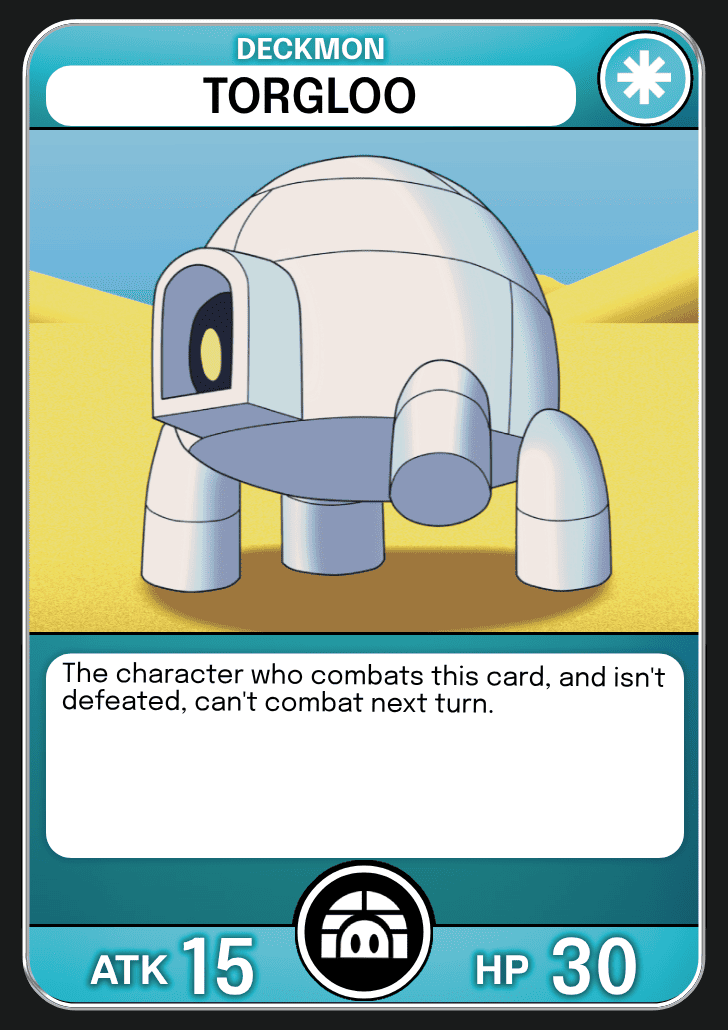 DECKMON
TORGLOO
The character who combats this card, and isn't
defeated, can't combat next turn.
ATK 15
HP 30